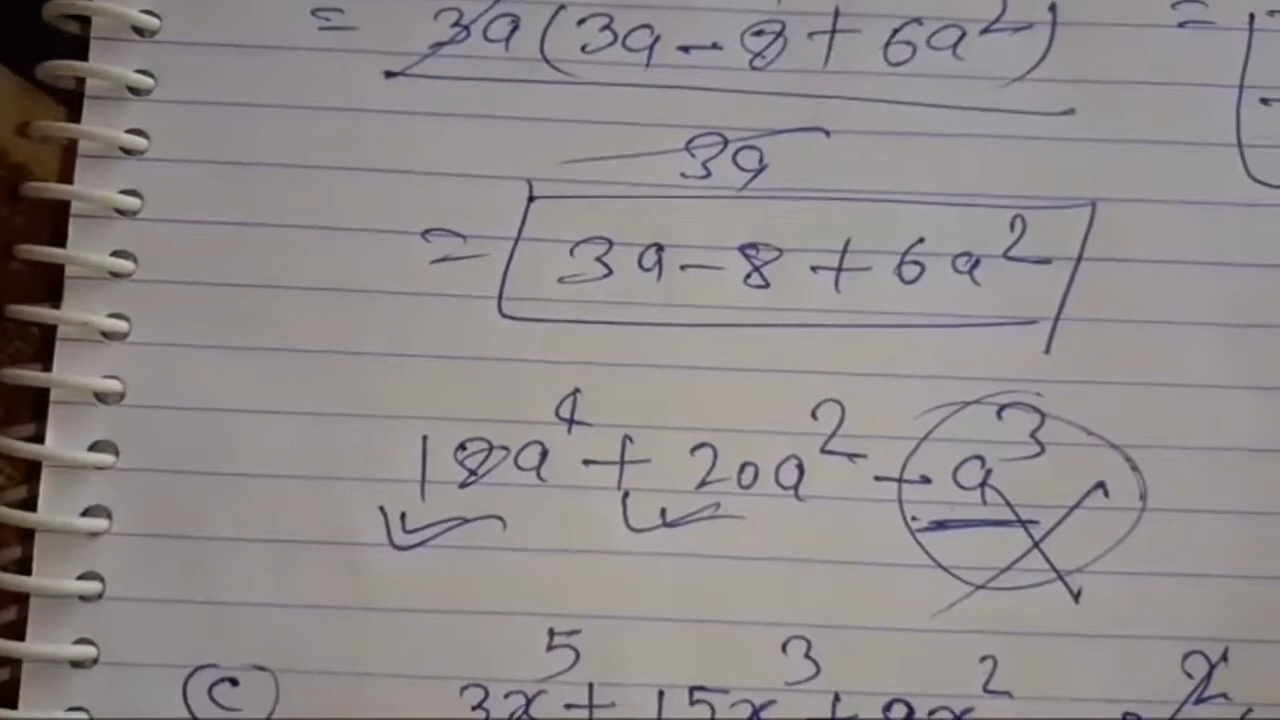 = 3a(3a - 8 + 6a²) =
3a
= 3a - 8 + 6a²
18a⁴ + 20a² - a³
(c) 3x⁵ + 15x³ + 9x²